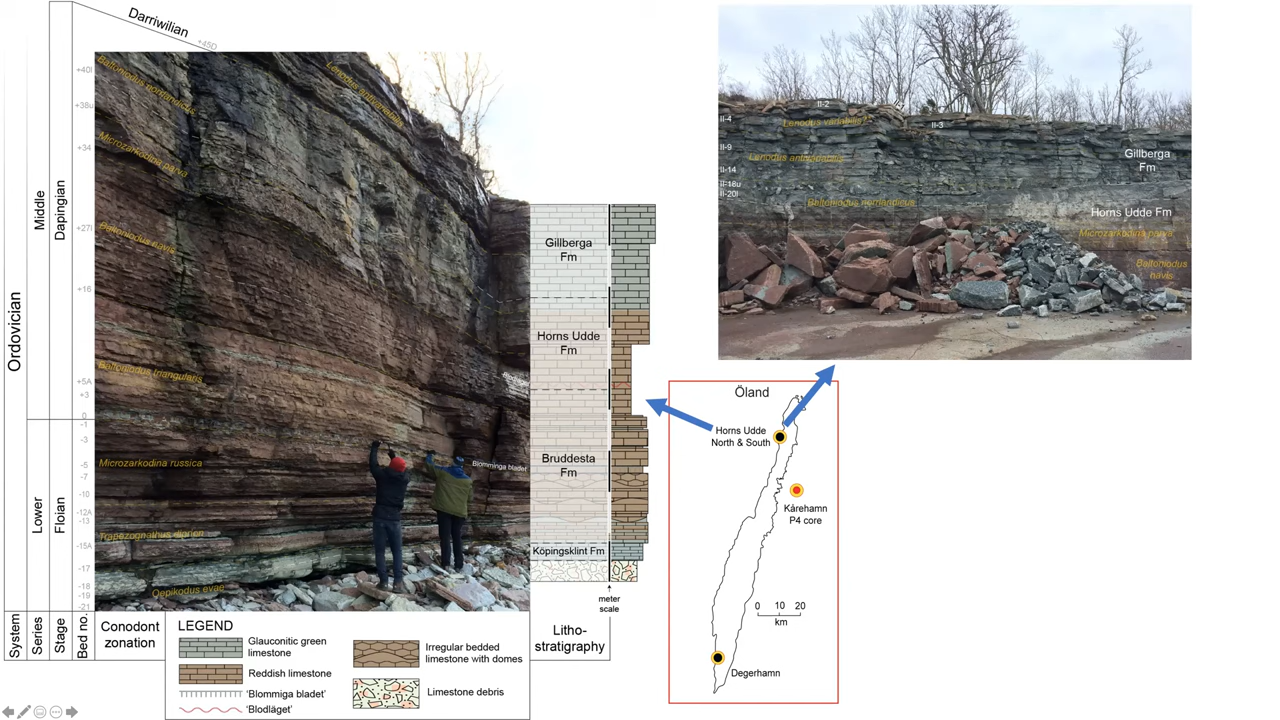 Darriwilian
+45D
Ordovician
Middle
Lower
Dapingian
Floian
+40I
+38u
+34
+27I
+16
+5A
+3
0
-1
-3
-5
-7
-10
-12A
-13
-15A
-17
-18
-19
-21
Baltoniodus norrlandicus
Lenodus antivariabilis
Microzarkodina parva
Baltoniodus navis
Baltoniodus triangularis
Microzarkodina russica
Oepikodus evae
Blomminga bladet
Gillberga
Fm
Horns Udde
Fm
Bruddesta
Fm
Köpingsklint Fm
meter
scale
System
Series
Stage
Bed no.
Conodont
zonation
Litho-
stratigraphy
LEGEND
Glauconitic green
limestone
Reddish limestone
'Blommiga bladet'
'Blodläget'
Irregular bedded
limestone with domes
Limestone debris
II-2
II-4
II-3
II-9
II-14
II-18u
II-20I
Lenodus variabilis?
Lenodus antivariabilis
Baltoniodus norrlandicus
Gillberga
Fm
Horns Udde Fm
Microzarkodina parva
Baltoniodus
navis
Öland
Horns Udde
North & South
Kårehamn
P4 core
0 10 20
km
Degerhamn